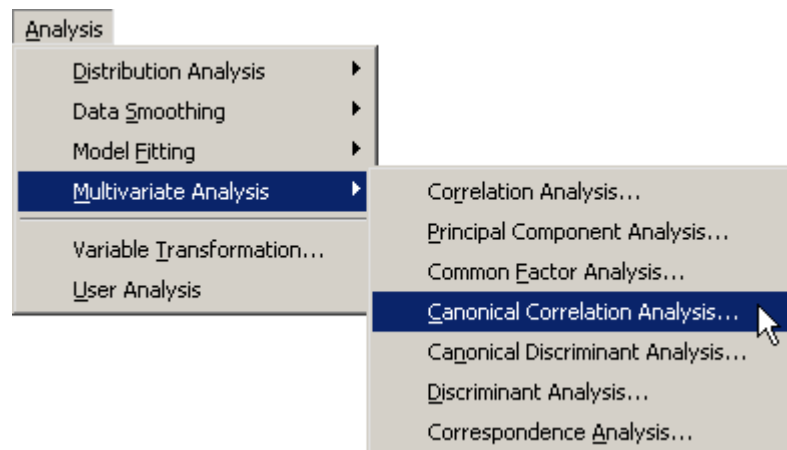 Analysis
Distribution Analysis
Data Smoothing
Model Fitting
Multivariate Analysis
Variable Transformation...
User Analysis
Correlation Analysis...
Principal Component Analysis...
Common Factor Analysis...
Canonical Correlation Analysis...
Canonical Discriminant Analysis...
Discriminant Analysis...
Correspondence Analysis...